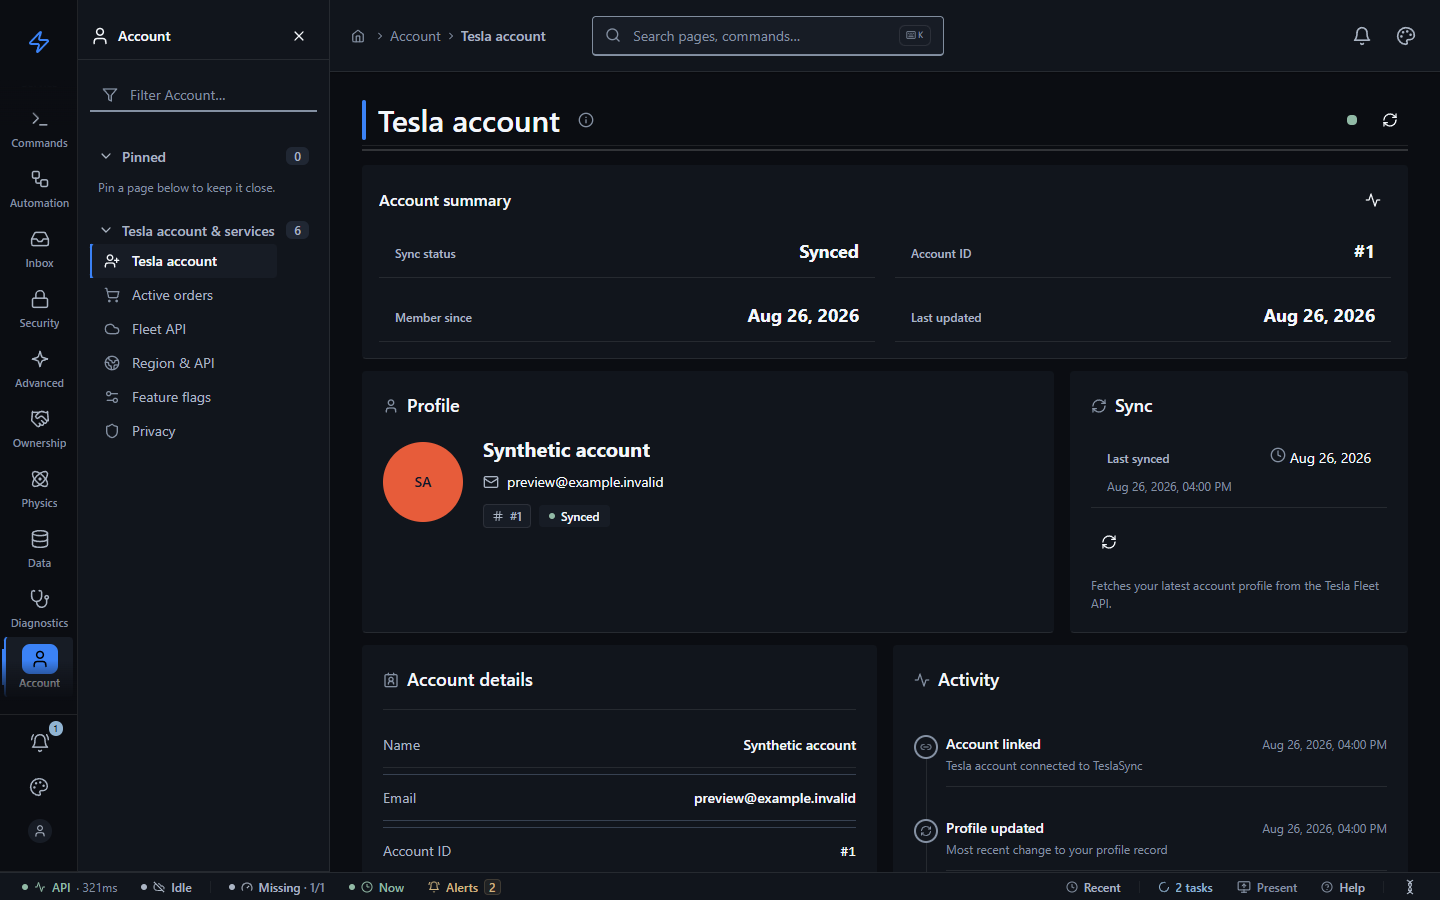 Commands
Automation
Inbox
Security
Advanced
Ownership
Physics
Data
Diagnostics
Account
1
Account
Filter Account...
Pinned 0
Pin a page below to keep it close.
Tesla account & services 6
Tesla account
Active orders
Fleet API
Region & API
Feature flags
Privacy
Account
Tesla account
Search pages, commands...
K
Tesla account
Account summary
Sync status Synced
Account ID #1
Member since Aug 26, 2026
Last updated Aug 26, 2026
Profile
SA
Synthetic account
preview@example.invalid
#1
Synced
Sync
Last synced Aug 26, 2026
Aug 26, 2026, 04:00 PM
Fetches your latest account profile from the Tesla Fleet
API.
Account details
Name Synthetic account
Email preview@example.invalid
Account ID #1
Activity
Account linked Aug 26, 2026, 04:00 PM
Tesla account connected to TeslaSync
Profile updated Aug 26, 2026, 04:00 PM
Most recent change to your profile record
API · 321ms
Idle
Missing · 1/1
Now
Alerts 2
Recent
2 tasks
Present
Help